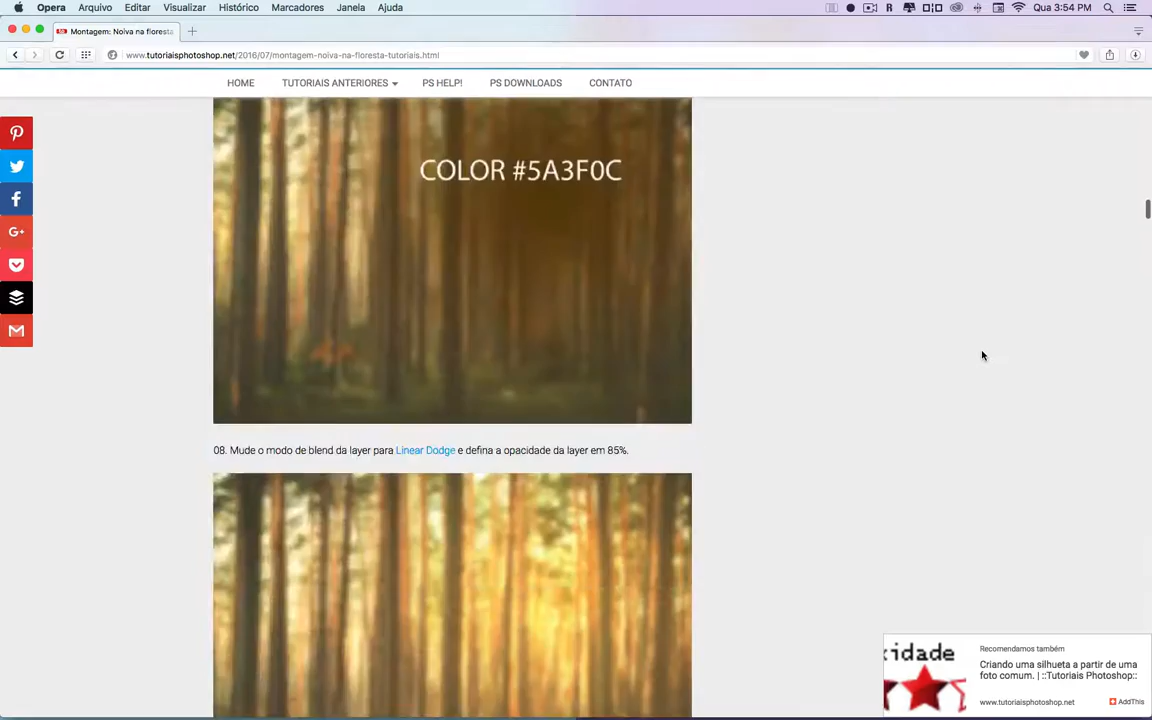 Opera Arquivo Editar Visualizar Histórico Marcadores Janela Ajuda Qua 3:54 PM
Montagem: Noiva na floresta
www.tutoriaisphotoshop.net/2016/07/montagem-noiva-na-floresta-tutoriais.html
HOME TUTORIAIS ANTERIORES PS HELP! PS DOWNLOADS CONTATO
COLOR #5A3F0C
08. Mude o modo de blend da layer para Linear Dodge e defina a opacidade da layer em 85%.
xidade
Recomendamos também
Criando uma silhueta a partir de uma
foto comum. | ::Tutoriais Photoshop::
www.tutoriaisphotoshop.net AddThis